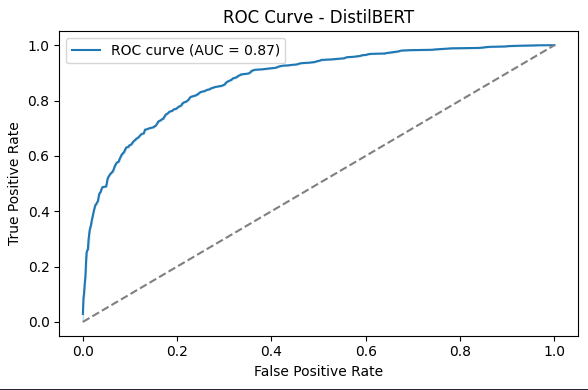 ROC Curve - DistilBERT
ROC curve (AUC = 0.87)
True Positive Rate
1.0
0.8
0.6
0.4
0.2
0.0
0.0 0.2 0.4 0.6 0.8 1.0
False Positive Rate